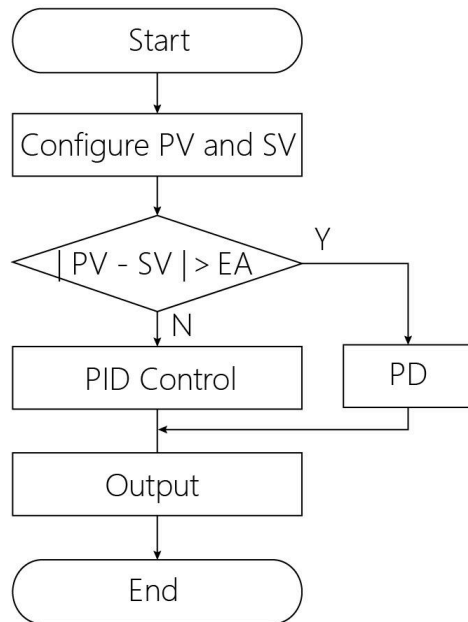 Start
Configure PV and SV
| PV - SV | > EA
Y
N
PID Control
PD
Output
End